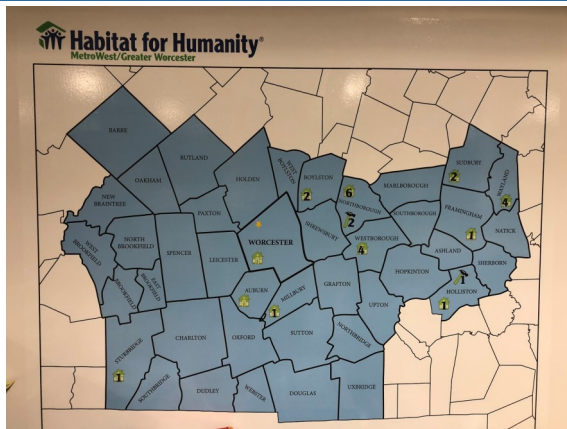 Habitat for Humanity®
MetroWest/Greater Worcester
BARRE
RUTLAND
OAKHAM
HOLDEN
WEST BOYLSTON
BOYLSTON
2
6
NORTHBOROUGH
2
MARLBOROUGH
SUDBURY
2
WAYLAND
4
NEW
BRAINTREE
PAXTON
SHREWSBURY
SOUTHBOROUGH
FRAMINGHAM
1
NATICK
WEST
BROOKFIELD
NORTH
BROOKFIELD
SPENCER
LEICESTER
WORCESTER
WESTBOROUGH
4
ASHLAND
SHERBORN
BROOKFIELD
EAST
BROOKFIELD
AUBURN
MILLBURY
1
GRAFTON
HOPKINTON
1
HOLLISTON
1
UPTON
STURBRIDGE
1
CHARLTON
OXFORD
SUTTON
NORTHBRIDGE
SOUTHBRIDGE
DUDLEY
WEBSTER
DOUGLAS
UXBRIDGE